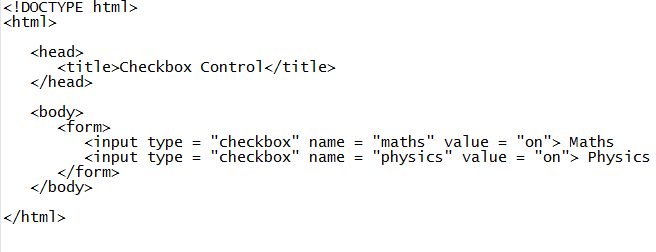 <!DOCTYPE html>
<html>
<head>
<title>Checkbox Control</title>
</head>
<body>
<form>
<input type = "checkbox" name = "maths" value = "on"> Maths
<input type = "checkbox" name = "physics" value = "on"> Physics
</form>
</body>
</html>